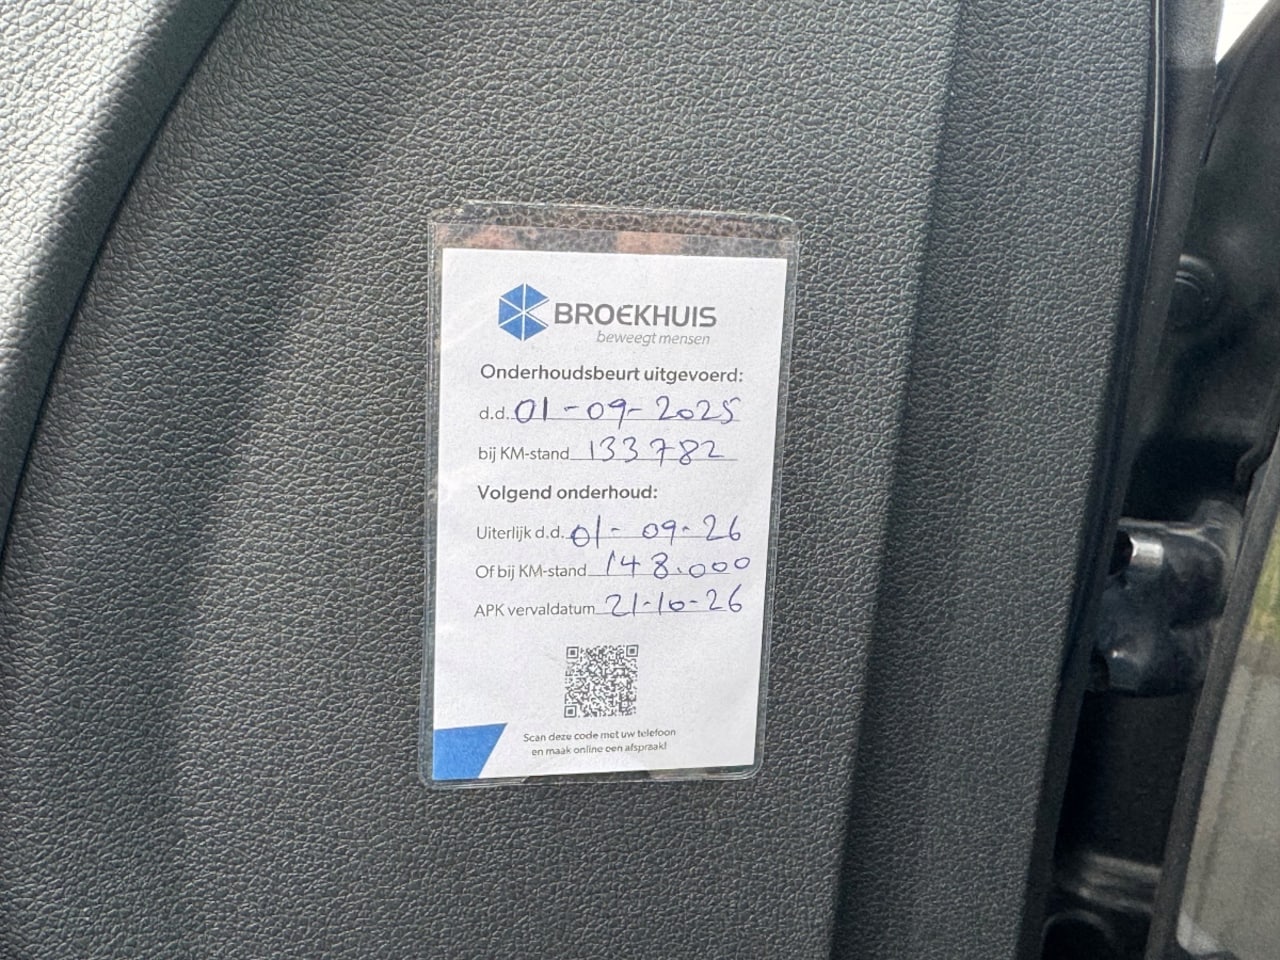 BROEKHUIS
beweegt mensen
Onderhoudsbeurt uitgevoerd:
d.d. 01-09-2025
bij KM-stand 133782
Volgend onderhoud:
Uiterlijk d.d. 01-09-26
Of bij KM-stand 148.000
APK vervaldatum 21-10-26
Scan deze code met uw telefoon
en maak online een afspraak!